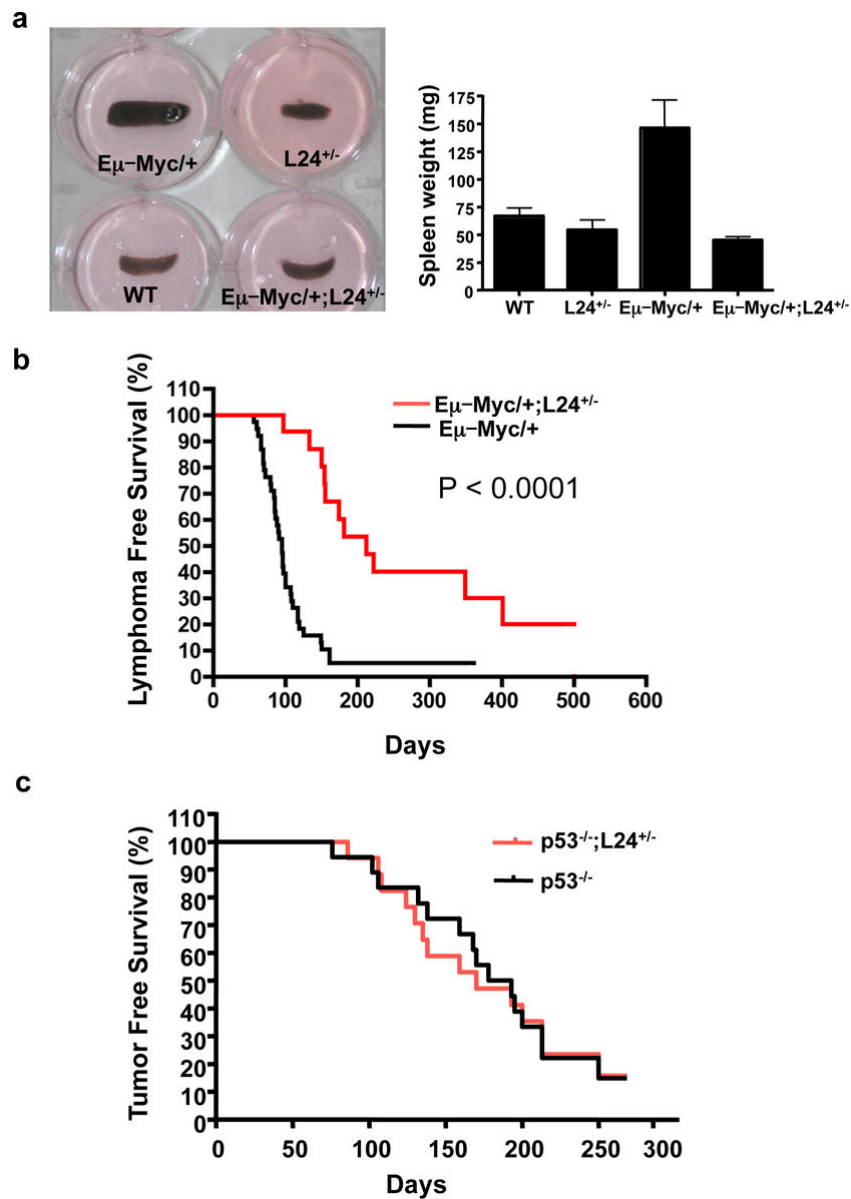 a
Eμ–Myc/+
L24+/-
WT
Eμ–Myc/+;L24+/-
Spleen weight (mg)
175
150
125
100
75
50
25
0
WT
L24+/-
Eμ–Myc/+
Eμ–Myc/+;L24+/-
b
Lymphoma Free Survival (%)
110
100
90
80
70
60
50
40
30
20
10
0
0
100
200
300
400
500
600
Days
Eμ–Myc/+;L24+/-
Eμ–Myc/+
P < 0.0001
c
Tumor Free Survival (%)
110
100
90
80
70
60
50
40
30
20
10
0
0
50
100
150
200
250
300
Days
p53-/-;L24+/-
p53-/-